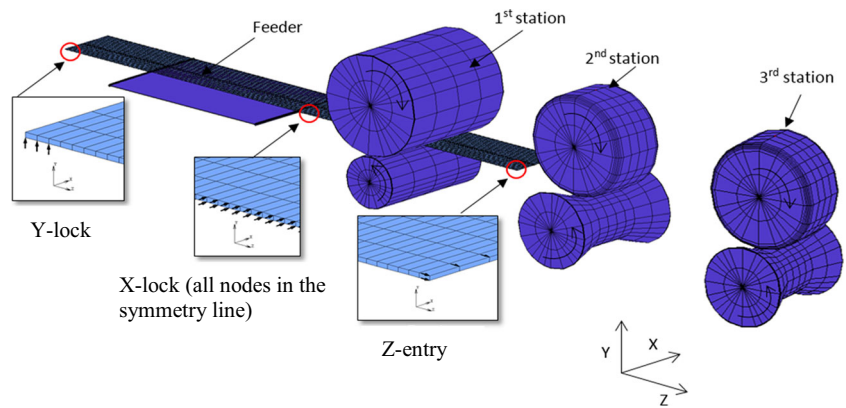 Feeder
1st station
2nd station
3rd station
Y-lock
X-lock (all nodes in the
symmetry line)
Z-entry
Y
X
Z